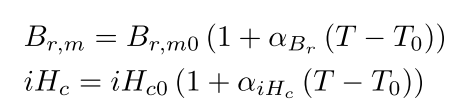 B_{r,m} = B_{r,m0} (1 + α_{B_r} (T − T_0))
iH_c = iH_{c0} (1 + α_{iH_c} (T − T_0))